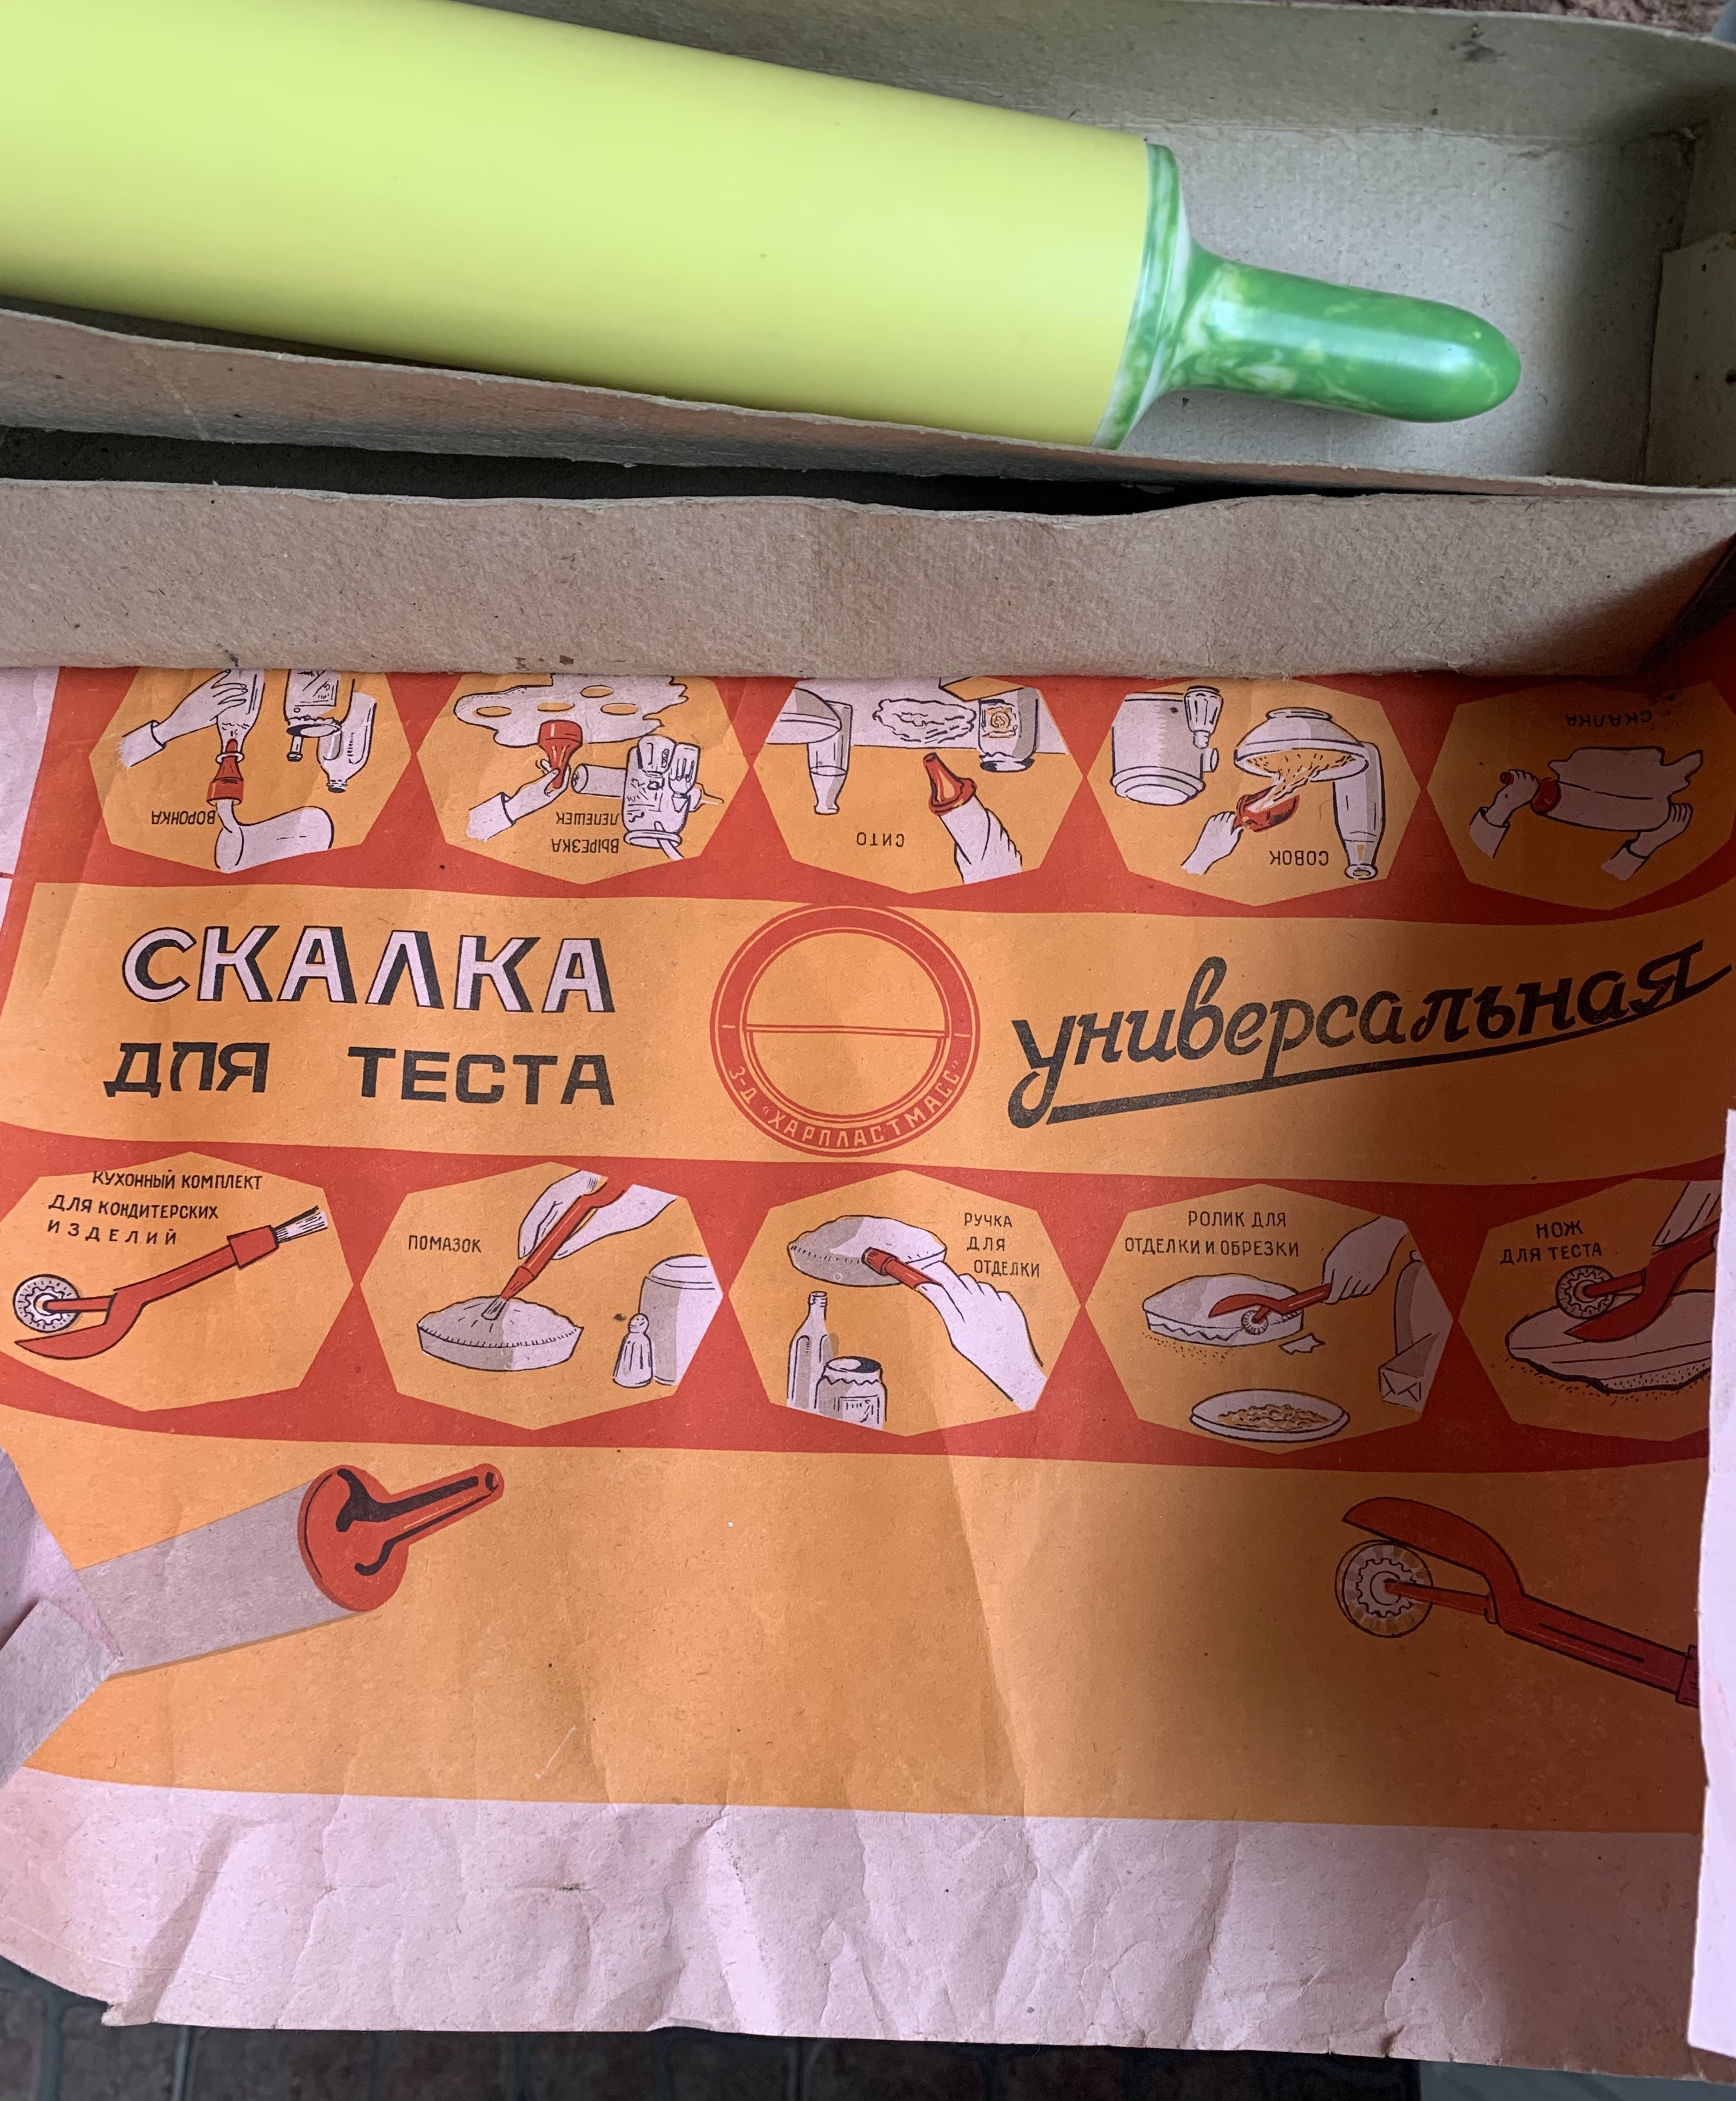 ВОРОНКА
ВЫРЕЗКА
ЛЕПЕШЕК
СИТО
СОВОК
СКАЛКА
СКАЛКА
ДЛЯ ТЕСТА
З-Д «ХАРПЛАСТМАСС»
универсальная
КУХОННЫЙ КОМПЛЕКТ
ДЛЯ КОНДИТЕРСКИХ
ИЗДЕЛИЙ
ПОМАЗОК
РУЧКА
ДЛЯ
ОТДЕЛКИ
РОЛИК ДЛЯ
ОТДЕЛКИ И ОБРЕЗКИ
НОЖ
ДЛЯ ТЕСТА